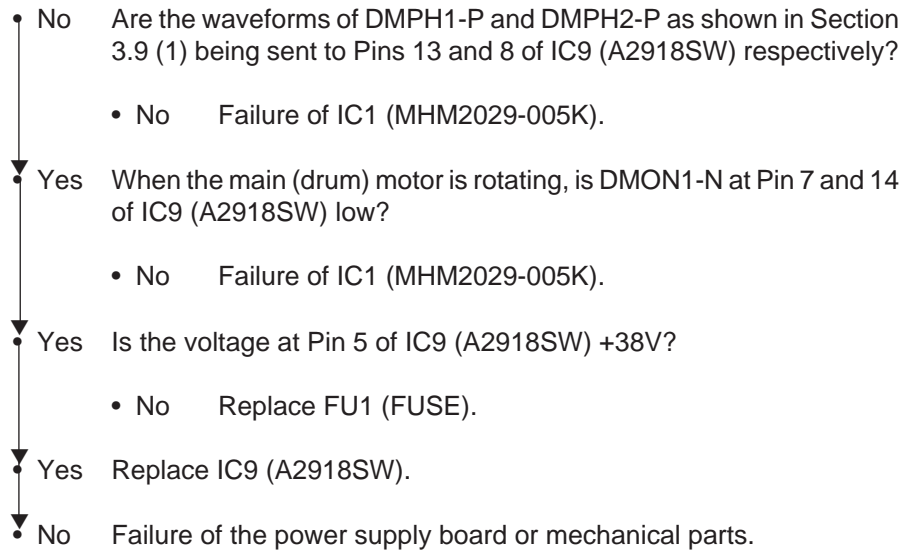 • No Are the waveforms of DMPH1-P and DMPH2-P as shown in Section
3.9 (1) being sent to Pins 13 and 8 of IC9 (A2918SW) respectively?
• No Failure of IC1 (MHM2029-005K).
• Yes When the main (drum) motor is rotating, is DMON1-N at Pin 7 and 14
of IC9 (A2918SW) low?
• No Failure of IC1 (MHM2029-005K).
• Yes Is the voltage at Pin 5 of IC9 (A2918SW) +38V?
• No Replace FU1 (FUSE).
• Yes Replace IC9 (A2918SW).
• No Failure of the power supply board or mechanical parts.